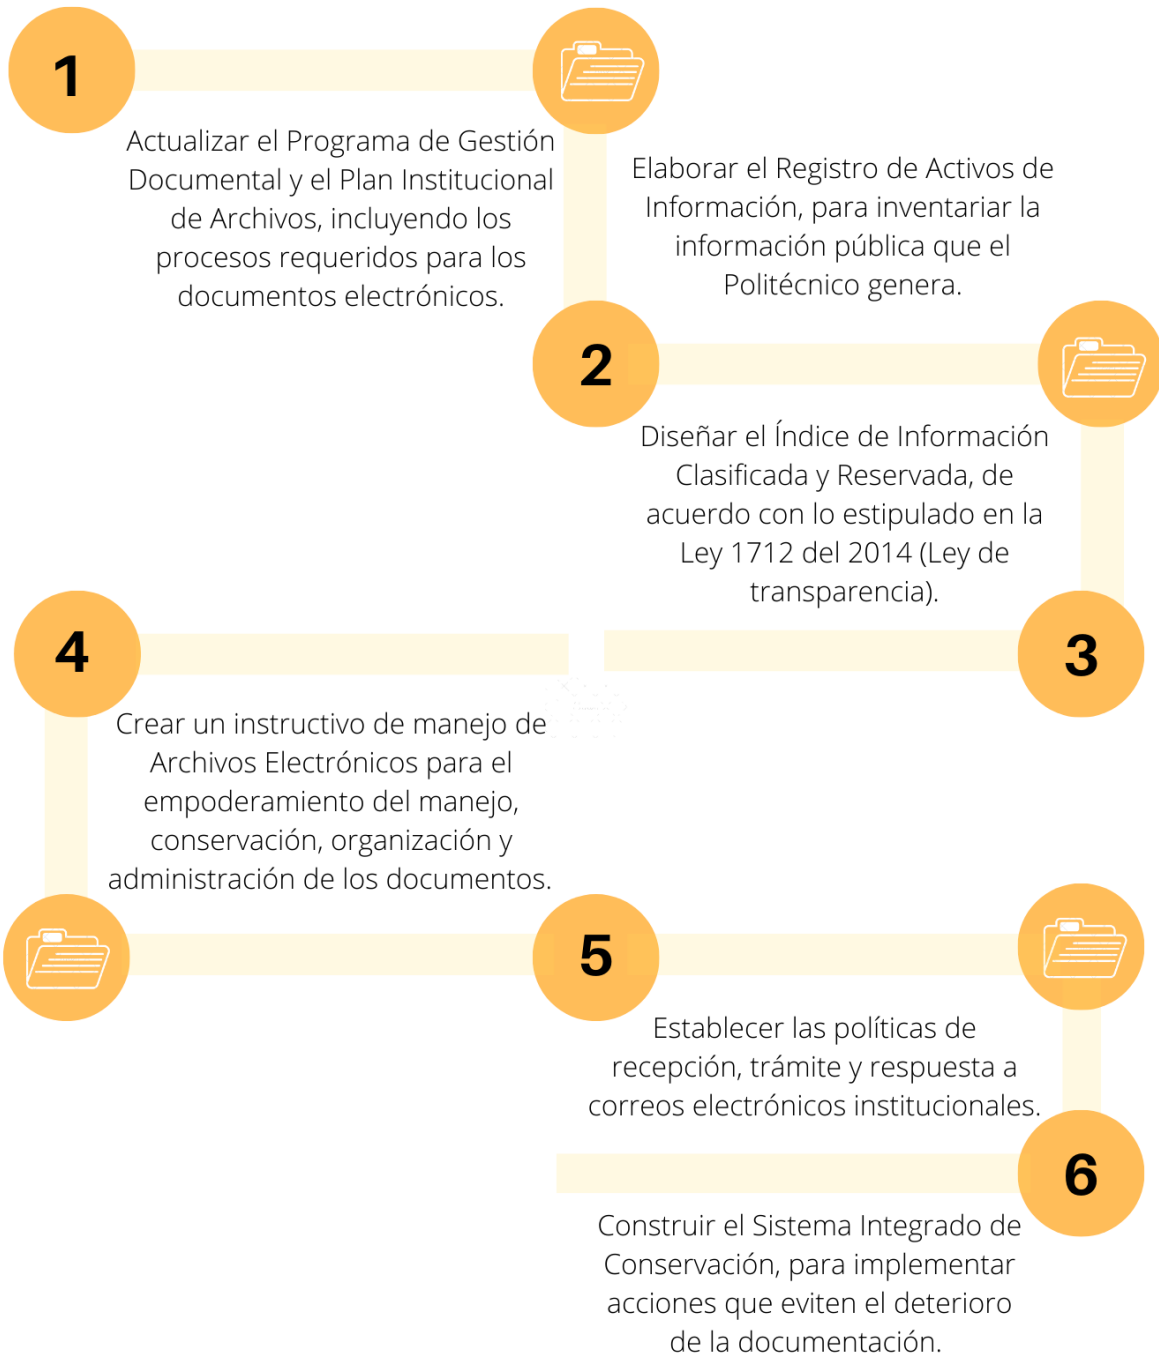 1
Actualizar el Programa de Gestión
Documental y el Plan Institucional
de Archivos, incluyendo los
procesos requeridos para los
documentos electrónicos.
Elaborar el Registro de Activos de
Información, para inventariar la
información pública que el
Politécnico genera.
2
Diseñar el Índice de Información
Clasificada y Reservada, de
acuerdo con lo estipulado en la
Ley 1712 del 2014 (Ley de
transparencia).
3
4
Crear un instructivo de manejo de
Archivos Electrónicos para el
empoderamiento del manejo,
conservación, organización y
administración de los documentos.
5
Establecer las políticas de
recepción, trámite y respuesta a
correos electrónicos institucionales.
6
Construir el Sistema Integrado de
Conservación, para implementar
acciones que eviten el deterioro
de la documentación.